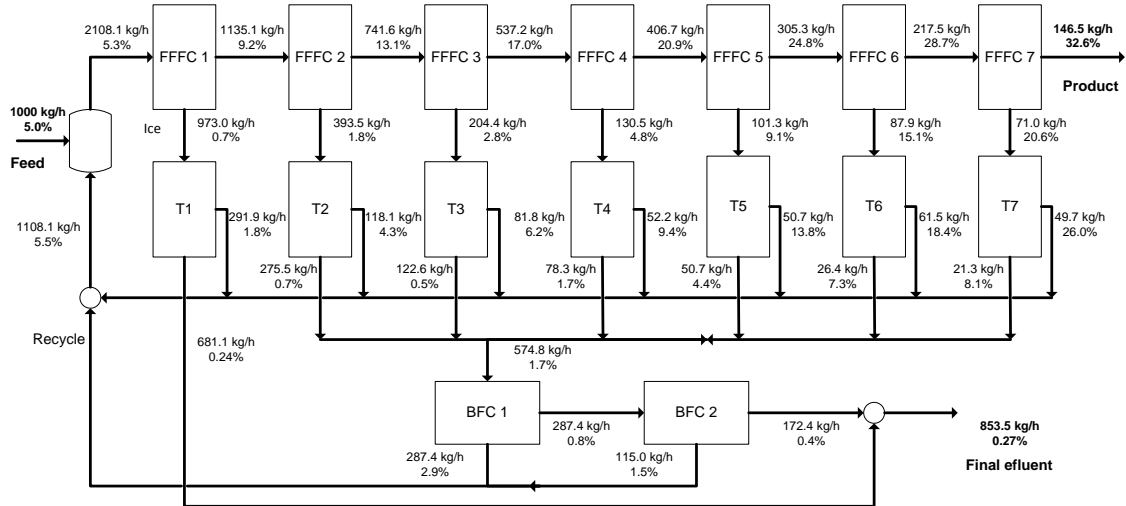 2108.1 kg/h
5.3%
FFFC 1
1135.1 kg/h
9.2%
FFFC 2
741.6 kg/h
13.1%
FFFC 3
537.2 kg/h
17.0%
FFFC 4
406.7 kg/h
20.9%
FFFC 5
305.3 kg/h
24.8%
FFFC 6
217.5 kg/h
28.7%
FFFC 7
146.5 kg/h
32.6%
Product
1000 kg/h
5.0%
Feed
Ice
973.0 kg/h
0.7%
393.5 kg/h
1.8%
204.4 kg/h
2.8%
130.5 kg/h
4.8%
101.3 kg/h
9.1%
87.9 kg/h
15.1%
71.0 kg/h
20.6%
T1
T2
T3
T4
T5
T6
T7
291.9 kg/h
1.8%
118.1 kg/h
4.3%
81.8 kg/h
6.2%
52.2 kg/h
9.4%
50.7 kg/h
13.8%
61.5 kg/h
18.4%
49.7 kg/h
26.0%
1108.1 kg/h
5.5%
275.5 kg/h
0.7%
122.6 kg/h
0.5%
78.3 kg/h
1.7%
50.7 kg/h
4.4%
26.4 kg/h
7.3%
21.3 kg/h
8.1%
Recycle
681.1 kg/h
0.24%
574.8 kg/h
1.7%
BFC 1
287.4 kg/h
0.8%
BFC 2
172.4 kg/h
0.4%
853.5 kg/h
0.27%
Final efluent
287.4 kg/h
2.9%
115.0 kg/h
1.5%